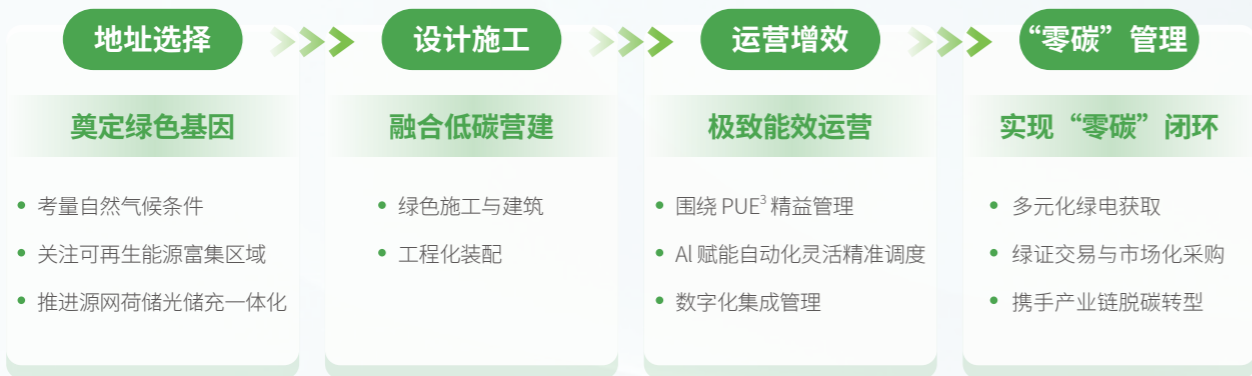 地址选择
设计施工
运营增效
“零碳”管理
奠定绿色基因
融合低碳营建
极致能效运营
实现“零碳”闭环
考量自然气候条件
关注可再生能源富集区域
推进源网荷储光储充一体化
绿色施工与建筑
工程化装配
围绕 PUE³ 精益管理
AI 赋能自动化灵活精准调度
数字化集成管理
多元化绿电获取
绿证交易与市场化采购
携手产业链脱碳转型